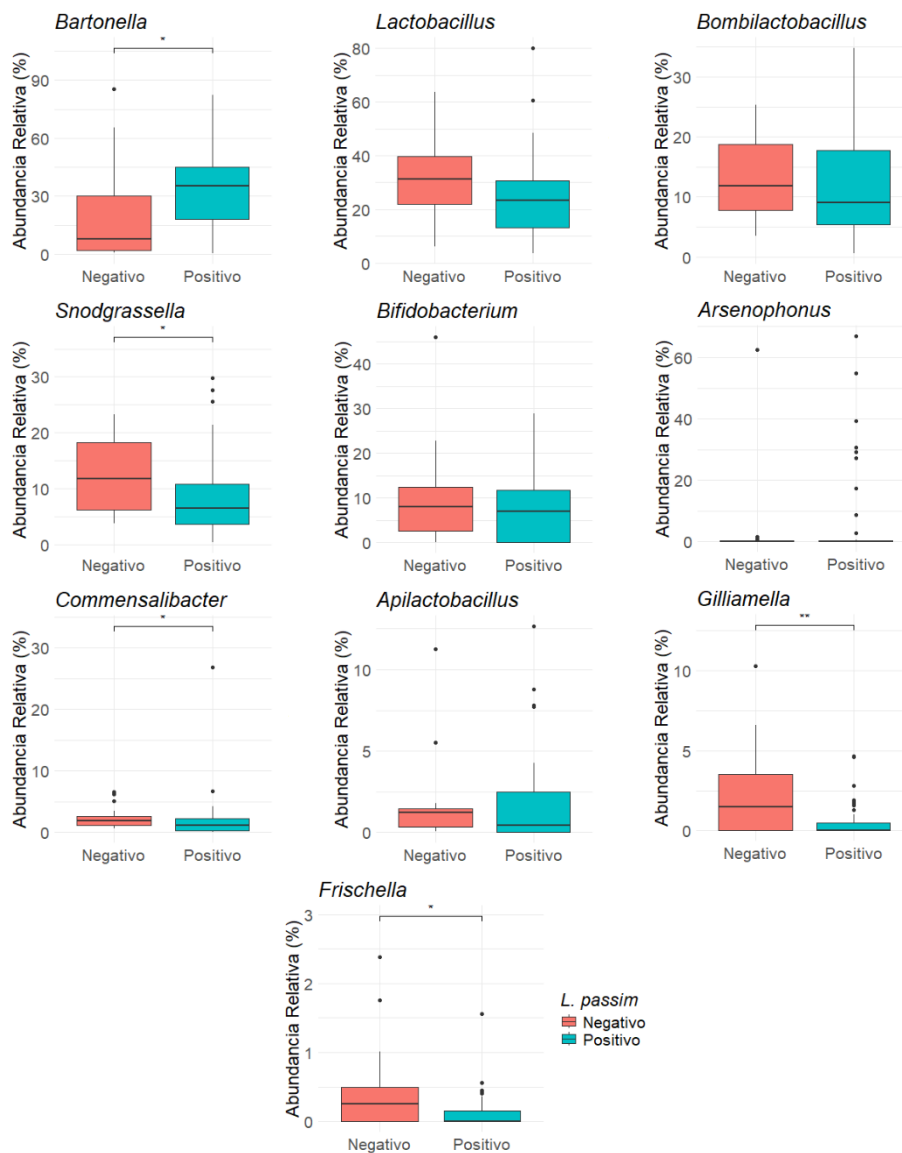 Bartonella
Lactobacillus
Bombilactobacillus
Abundancia Relativa (%)
90
60
30
0
*
Negativo
Positivo
Abundancia Relativa (%)
80
60
40
20
0
Negativo
Positivo
Abundancia Relativa (%)
30
20
10
0
Negativo
Positivo
Snodgrassella
Bifidobacterium
Arsenophonus
Abundancia Relativa (%)
30
20
10
0
*
Negativo
Positivo
Abundancia Relativa (%)
40
30
20
10
0
Negativo
Positivo
Abundancia Relativa (%)
60
40
20
0
Negativo
Positivo
Commensalibacter
Apilactobacillus
Gilliamella
Abundancia Relativa (%)
30
20
10
0
*
Negativo
Positivo
Abundancia Relativa (%)
10
5
0
Negativo
Positivo
Abundancia Relativa (%)
10
5
0
**
Negativo
Positivo
Frischella
Abundancia Relativa (%)
3
2
1
0
*
Negativo
Positivo
L. passim
Negativo
Positivo